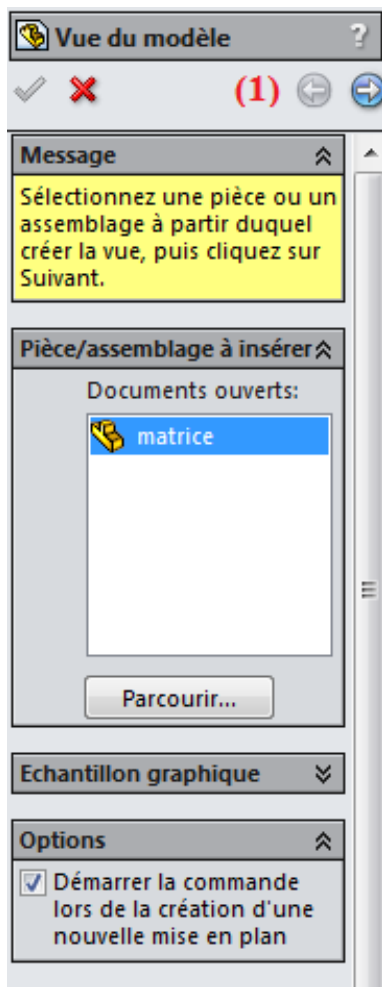 Vue du modèle ?
(1)
Message
Sélectionnez une pièce ou un
assemblage à partir duquel
créer la vue, puis cliquez sur
Suivant.
Pièce/assemblage à insérer
Documents ouverts:
matrice
Parcourir...
Echantillon graphique
Options
Démarrer la commande
lors de la création d'une
nouvelle mise en plan